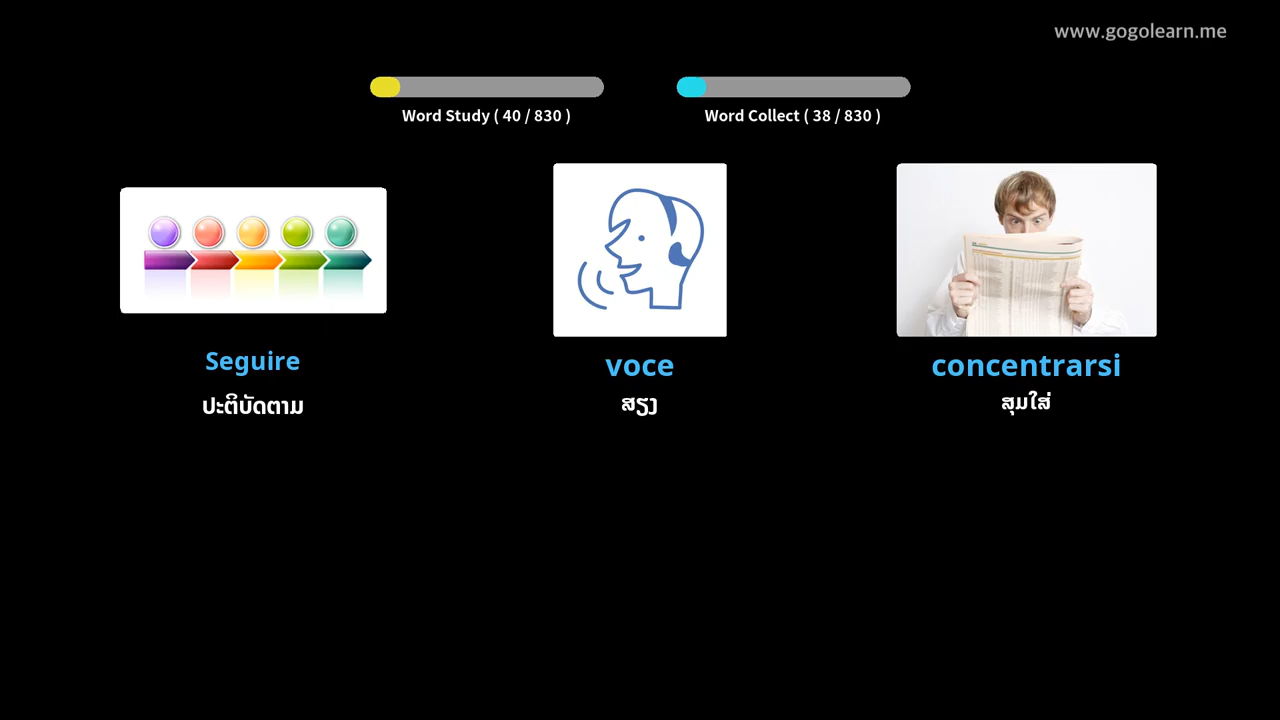 www.gogolearn.me
Word Study ( 40 / 830 )
Word Collect ( 38 / 830 )
Seguire
ປະຕິບັດຕາມ
voce
ສຽງ
concentrarsi
ສຸມໃສ່